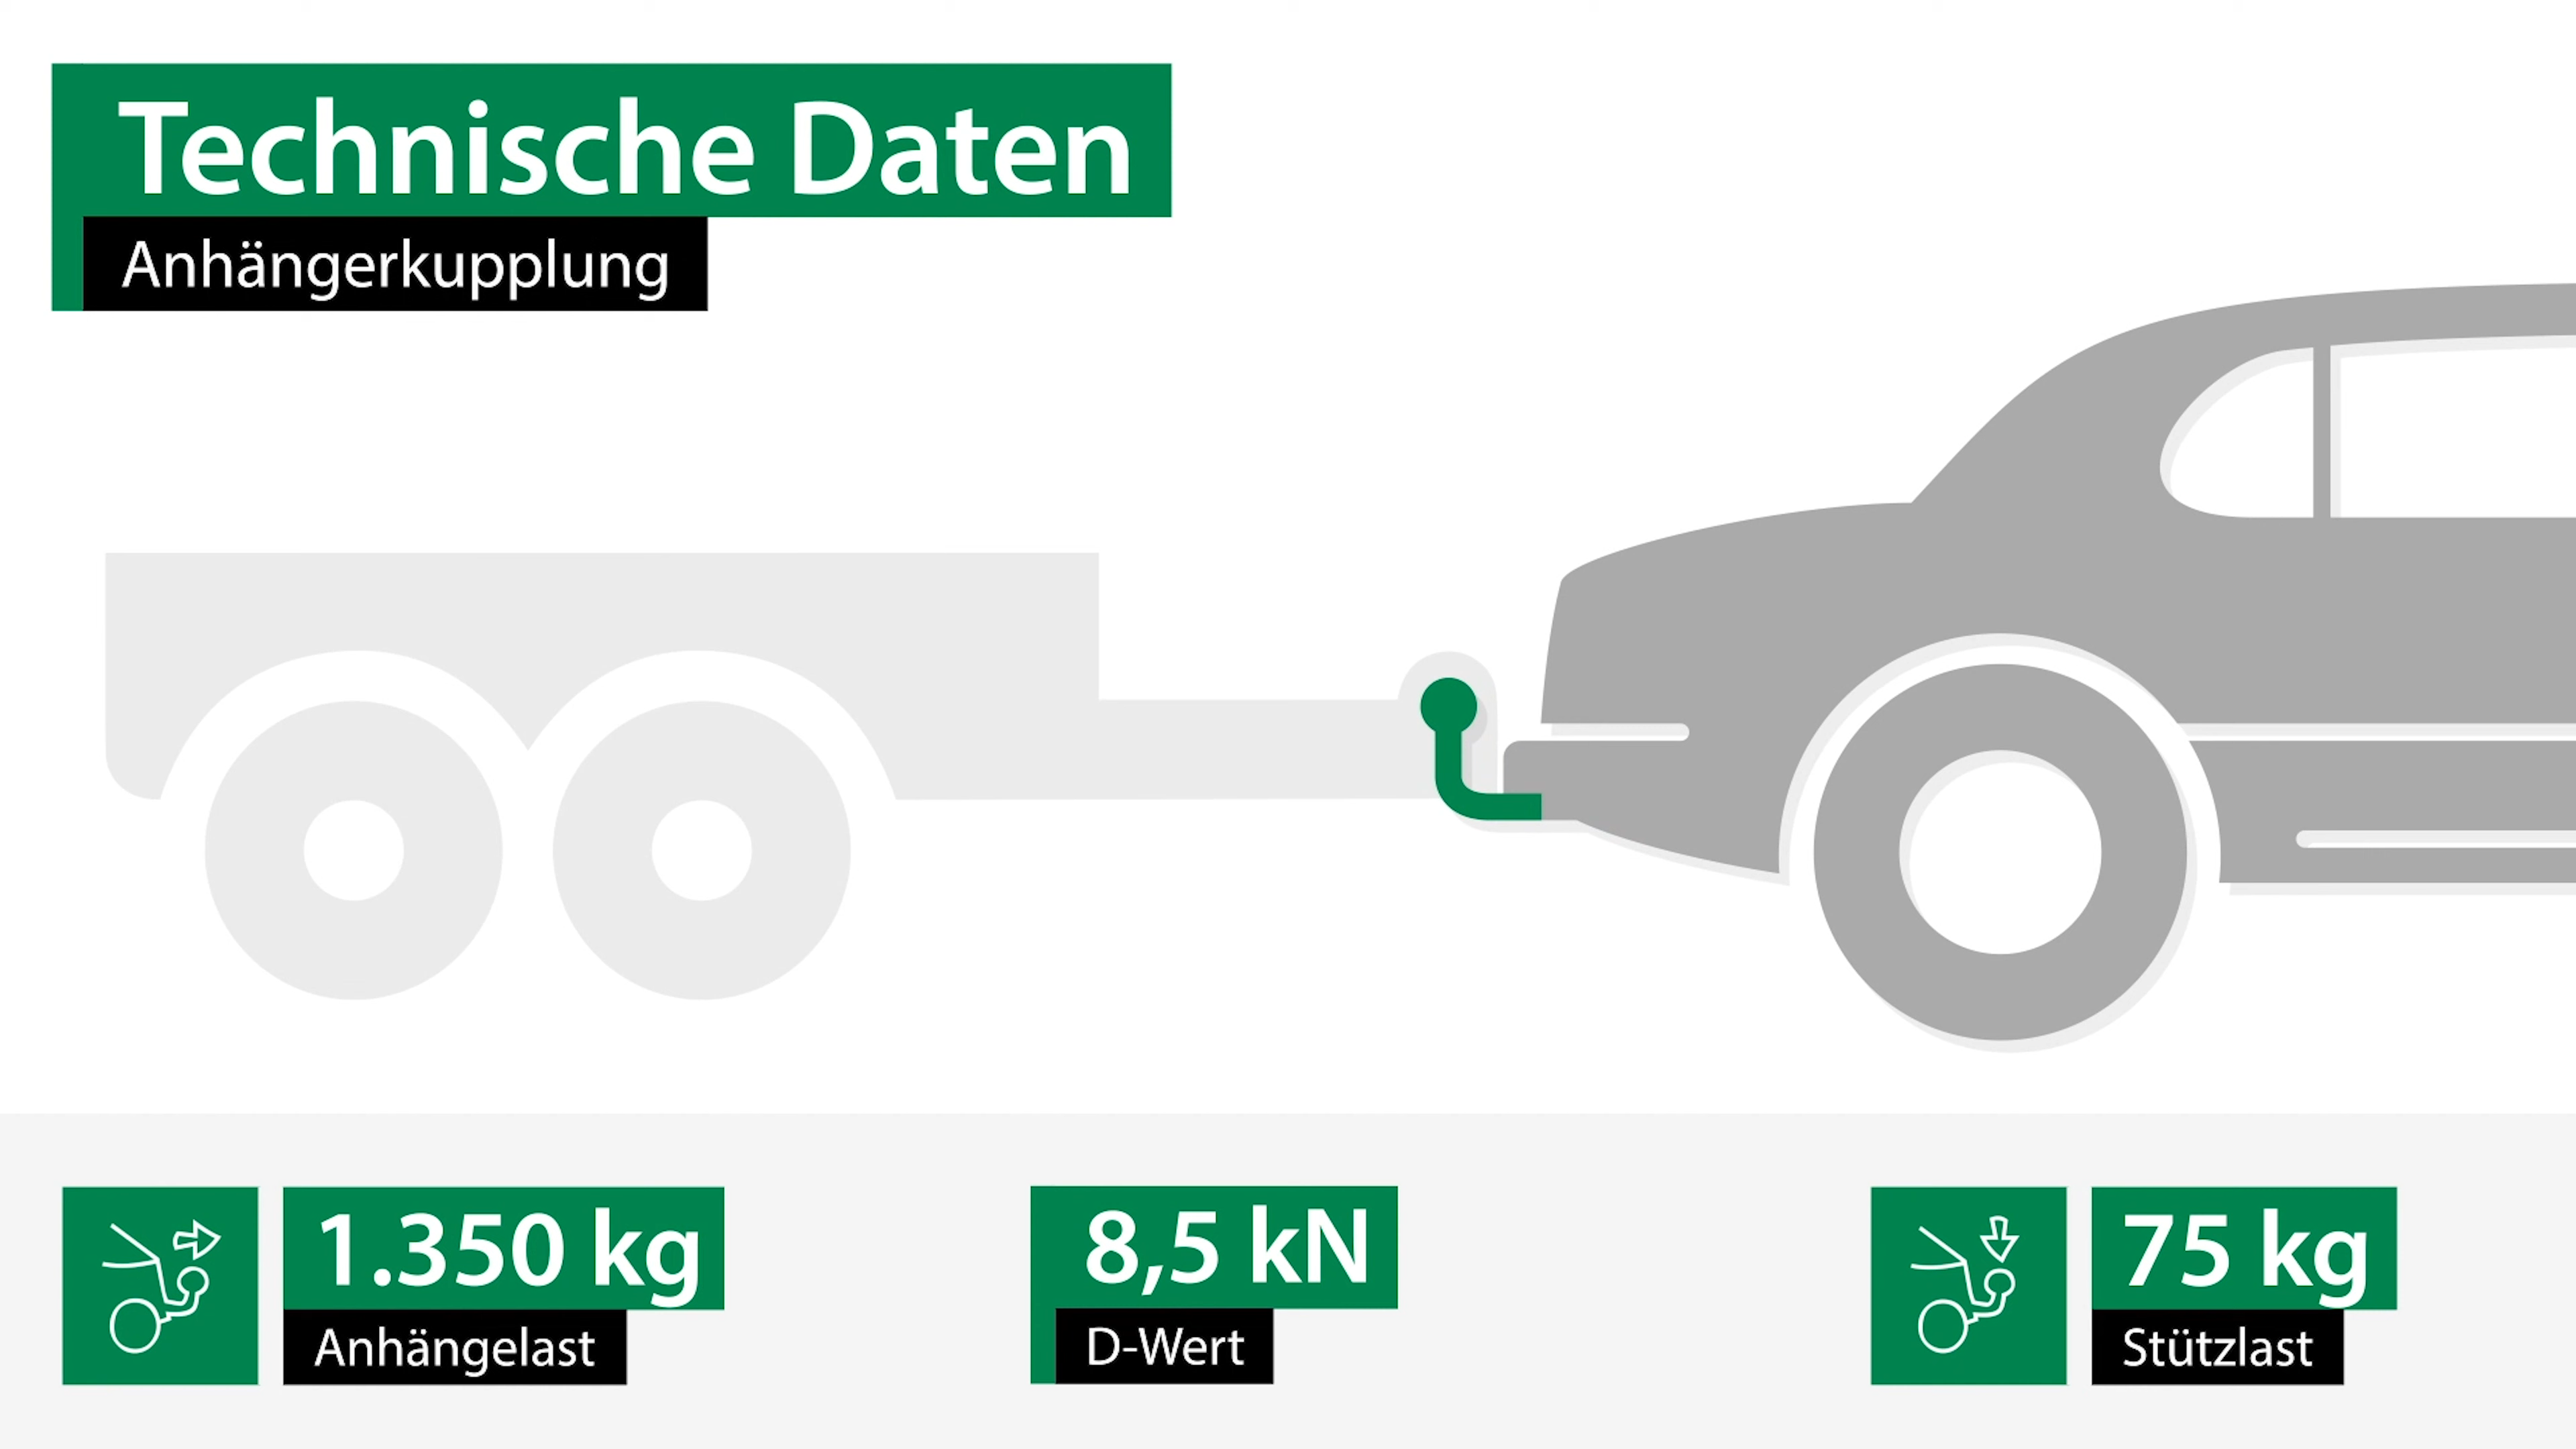 Technische Daten
Anhängerkupplung
1.350 kg
Anhängelast
8,5 kN
D-Wert
75 kg
Stützlast